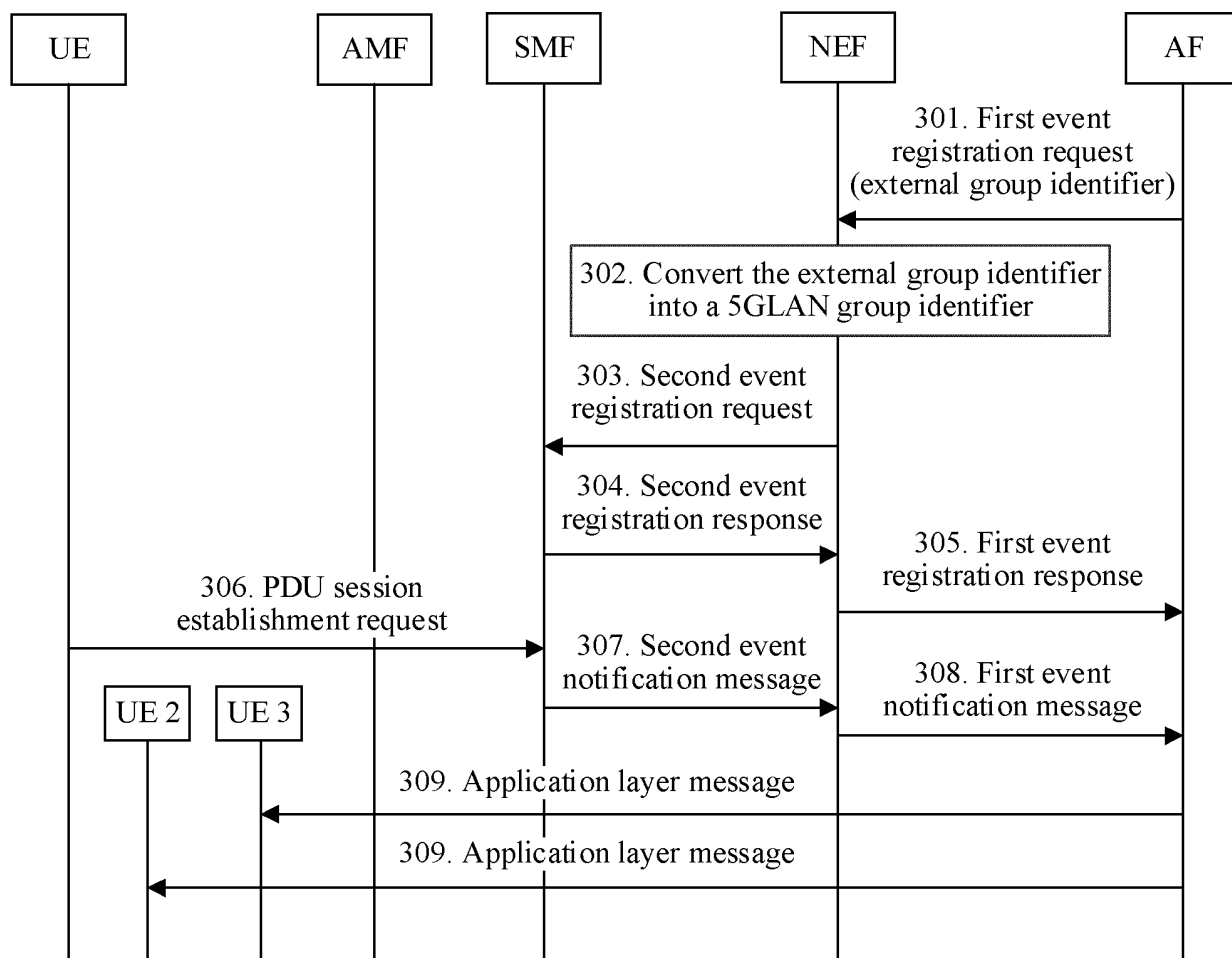 UE
AMF
SMF
NEF
AF
301. First event
registration request
(external group identifier)
302. Convert the external group identifier
into a 5GLAN group identifier
303. Second event
registration request
304. Second event
registration response
305. First event
registration response
306. PDU session
establishment request
307. Second event
notification message
308. First event
notification message
UE 2
UE 3
309. Application layer message
309. Application layer message